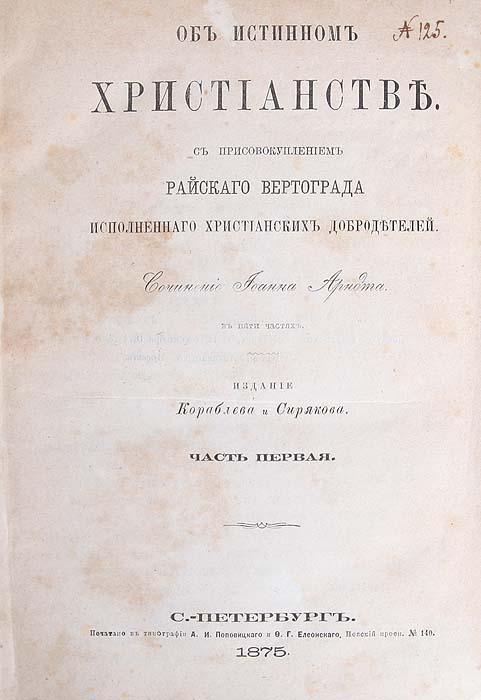 № 125.
ОБЪ ИСТИННОМЪ
ХРИСТІАНСТВѢ.
СЪ ПРИСОВОКУПЛЕНІЕМЪ
РАЙСКАГО ВЕРТОГРАДА
ИСПОЛНЕННАГО ХРИСТІАНСКИХЪ ДОБРОДѢТЕЛЕЙ.
Сочиненіе Іоанна Арндта.
ВЪ ПЯТИ ЧАСТЯХЪ.
ИЗДАНІЕ
Кораблева и Сирякова.
ЧАСТЬ ПЕРВАЯ.
С.-ПЕТЕРБУРГЪ.
Печатано въ типографіи А. И. Поповицкаго и Ѳ. Г. Елеонскаго, Невскій просп. № 140.
1875.